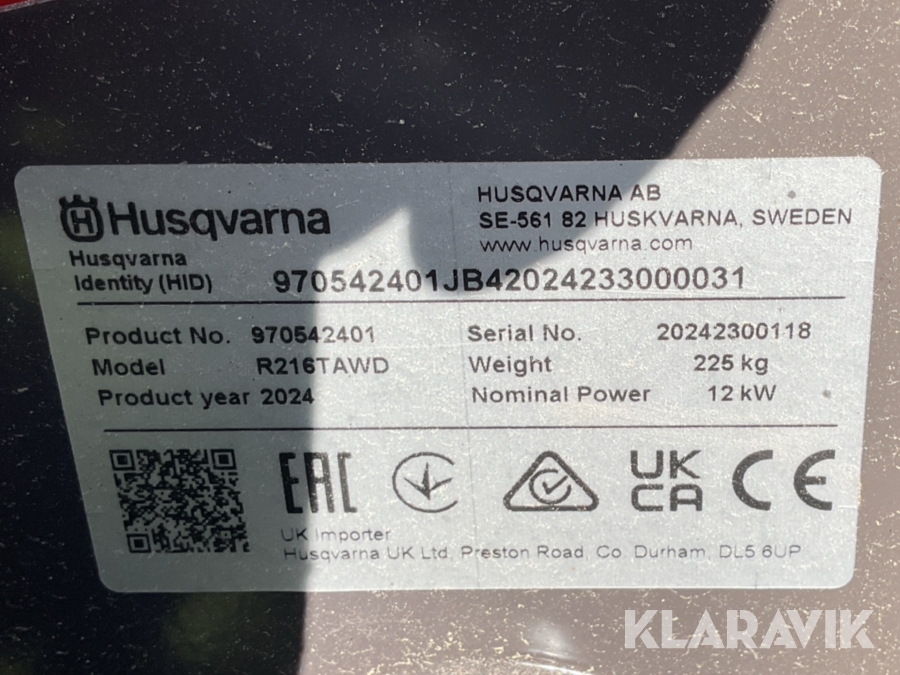 Husqvarna
HUSQVARNA AB
SE-561 82 HUSKVARNA, SWEDEN
www.husqvarna.com
Husqvarna
Identity (HID) 970542401JB42024233000031
Product No. 970542401
Serial No. 20242300118
Model R216TAWD
Weight 225 kg
Product year 2024
Nominal Power 12 kW
EAC
UK
CA
CE
UK Importer
Husqvarna UK Ltd, Preston Road, Co. Durham, DL5 6UP
KLARAVIK